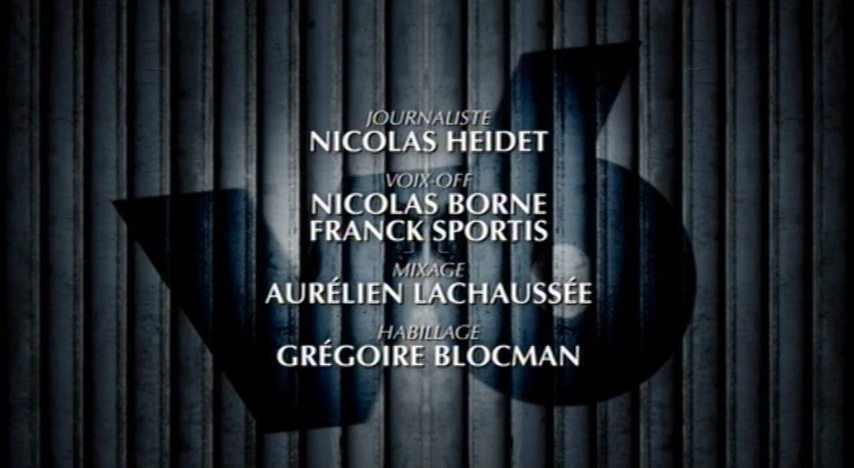 JOURNALISTE
NICOLAS HEIDET
VOIX-OFF
NICOLAS BORNE
FRANCK SPORTIS
MIXAGE
AURÉLIEN LACHAUSSÉE
HABILLAGE
GRÉGOIRE BLOCMAN